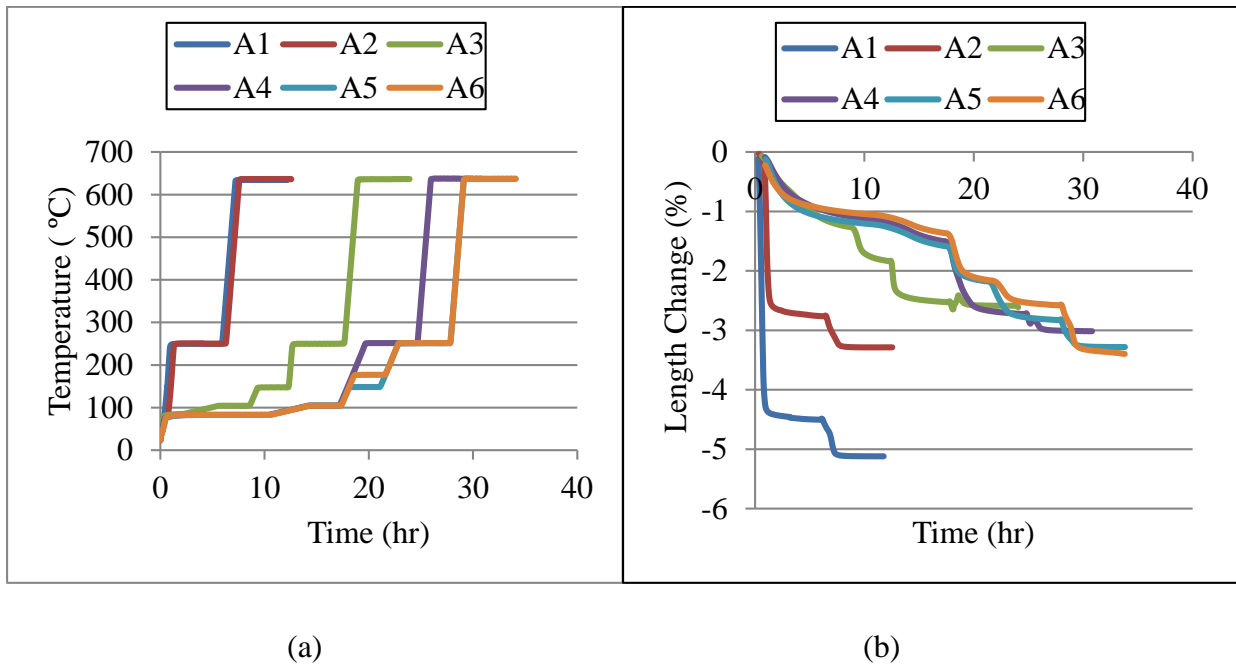 A1 A2 A3
A4 A5 A6
Temperature ( ºC)
700
600
500
400
300
200
100
0
0 10 20 30 40
Time (hr)
A1 A2 A3
A4 A5 A6
Length Change (%)
0
-1
-2
-3
-4
-5
-6
0 10 20 30 40
Time (hr)
(a) (b)